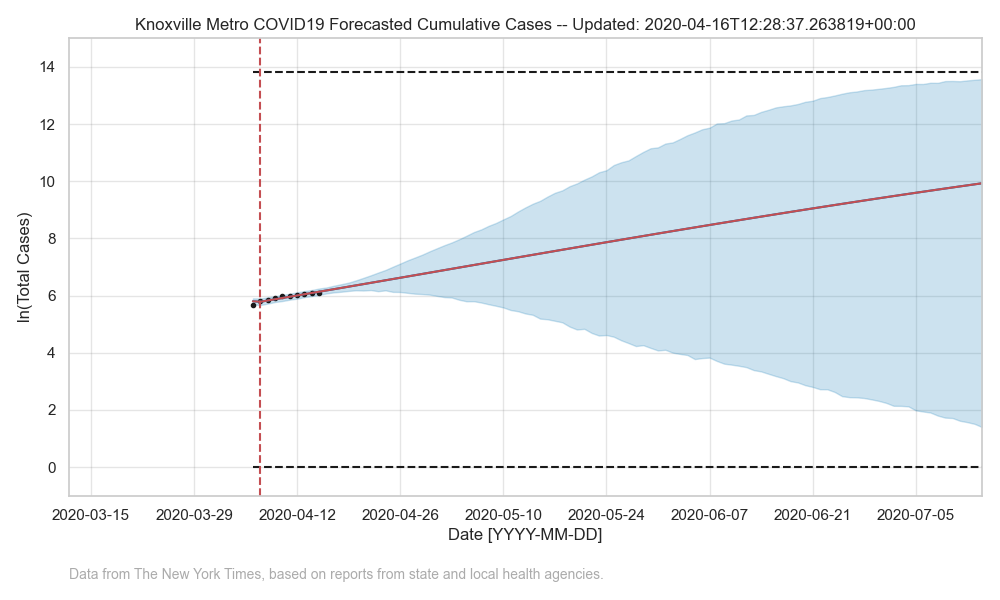 Knoxville Metro COVID19 Forecasted Cumulative Cases -- Updated: 2020-04-16T12:28:37.263819+00:00
ln(Total Cases)
14
12
10
8
6
4
2
0
2020-03-15 2020-03-29 2020-04-12 2020-04-26 2020-05-10 2020-05-24 2020-06-07 2020-06-21 2020-07-05
Date [YYYY-MM-DD]
Data from The New York Times, based on reports from state and local health agencies.